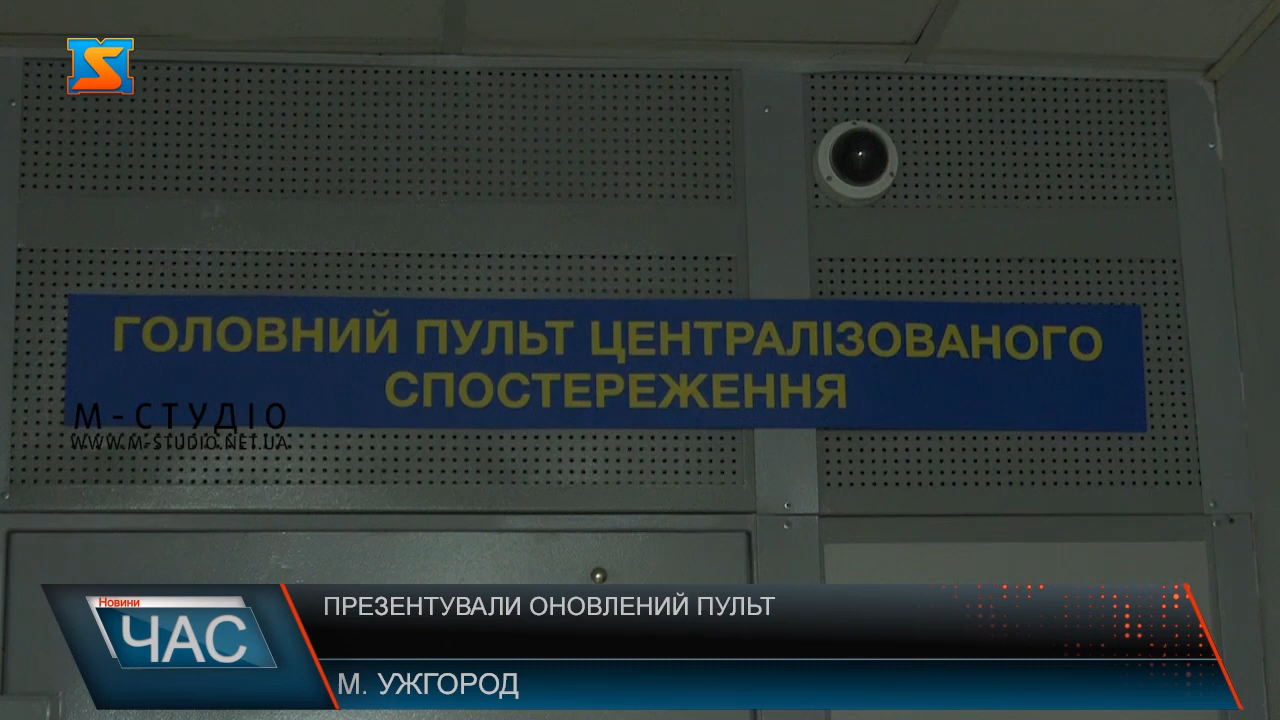 ГОЛОВНИЙ ПУЛЬТ ЦЕНТРАЛІЗОВАНОГО
СПОСТЕРЕЖЕННЯ
М-СТУДІО
WWW.M-STUDIO.NET.UA
Новини
ЧАС
ПРЕЗЕНТУВАЛИ ОНОВЛЕНИЙ ПУЛЬТ
М. УЖГОРОД